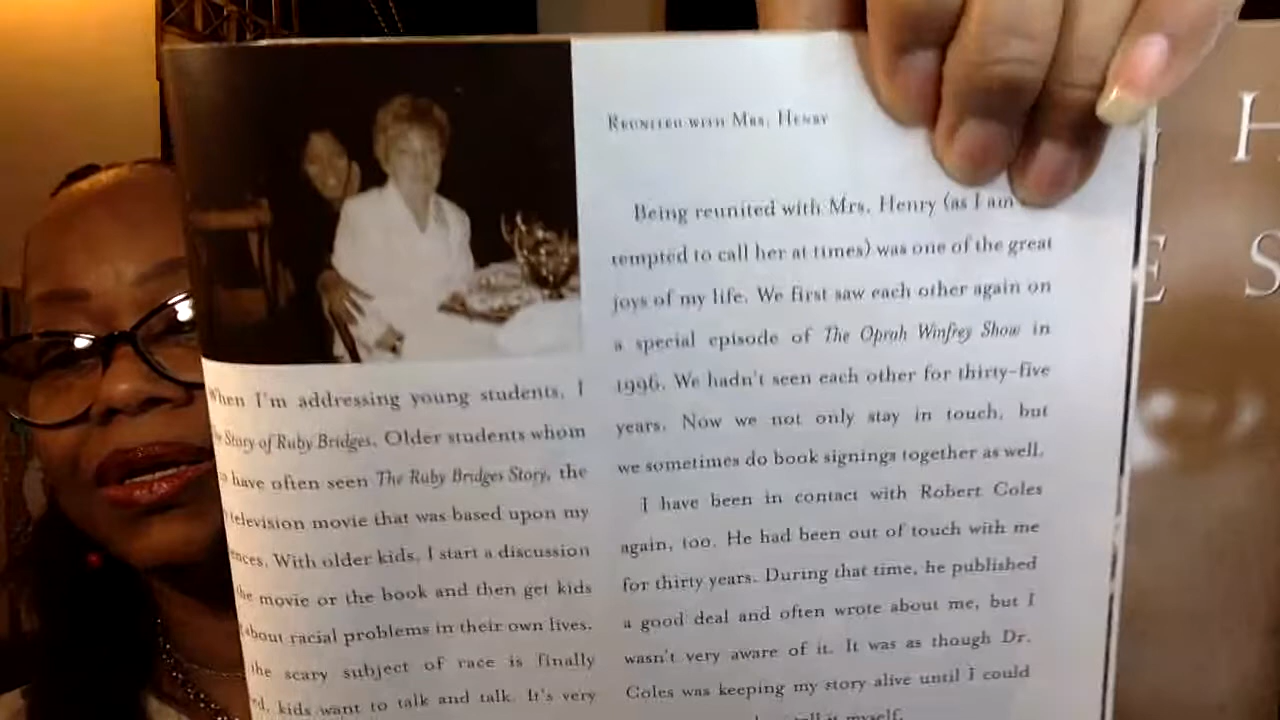 When I'm addressing young students, I
Story of Ruby Bridges. Older students whom
have often seen The Ruby Bridges Story, the
television movie that was based upon my
With older kids, I start a discussion
the movie or the book and then get kids
about racial problems in their own lives.
the scary subject of race is finally
kids want to talk and talk. It's very
Reunited with Mrs. Henry
Being reunited with Mrs. Henry (as I am
tempted to call her at times) was one of the great
joys of my life. We first saw each other again on
a special episode of The Oprah Winfrey Show in
1996. We hadn't seen each other for thirty-five
years. Now we not only stay in touch, but
we sometimes do book signings together as well.
I have been in contact with Robert Coles
again, too. He had been out of touch with me
for thirty years. During that time, he published
a good deal and often wrote about me, but I
wasn't very aware of it. It was as though Dr.
Coles was keeping my story alive until I could
tell it myself.
H
E S